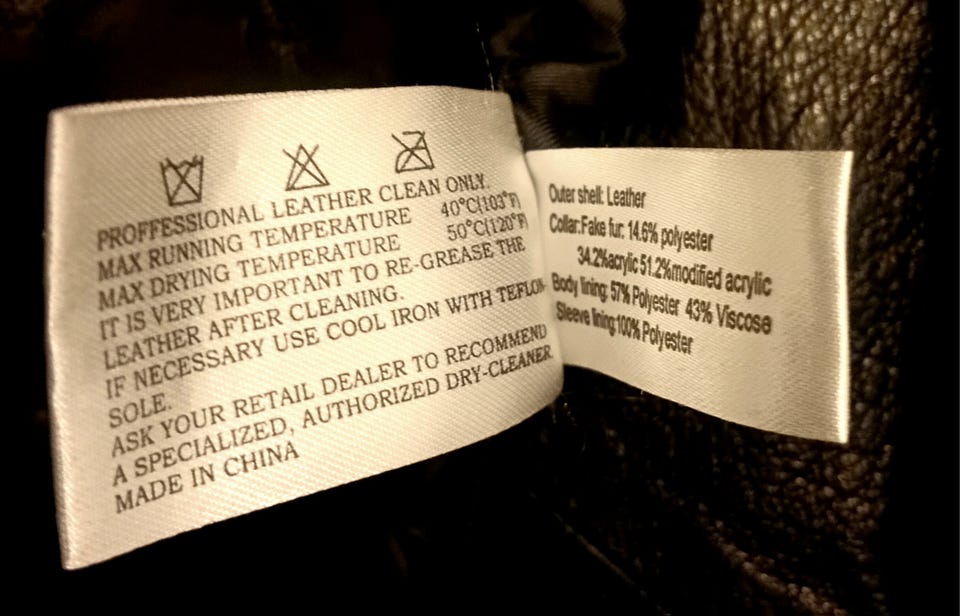 PROFFESSIONAL LEATHER CLEAN ONLY.
MAX RUNNING TEMPERATURE 40°C(103°F)
MAX DRYING TEMPERATURE 50°C(120°F)
IT IS VERY IMPORTANT TO RE-GREASE THE
LEATHER AFTER CLEANING.
IF NECESSARY USE COOL IRON WITH TEFLON
SOLE.
ASK YOUR RETAIL DEALER TO RECOMMEND
A SPECIALIZED, AUTHORIZED DRY-CLEANER.
MADE IN CHINA
Outer shell: Leather
Collar:Fake fur: 14.6% polyester
34.2%acrylic 51.2%modified acrylic
Body lining: 57% Polyester 43% Viscose
Sleeve lining:100% Polyester